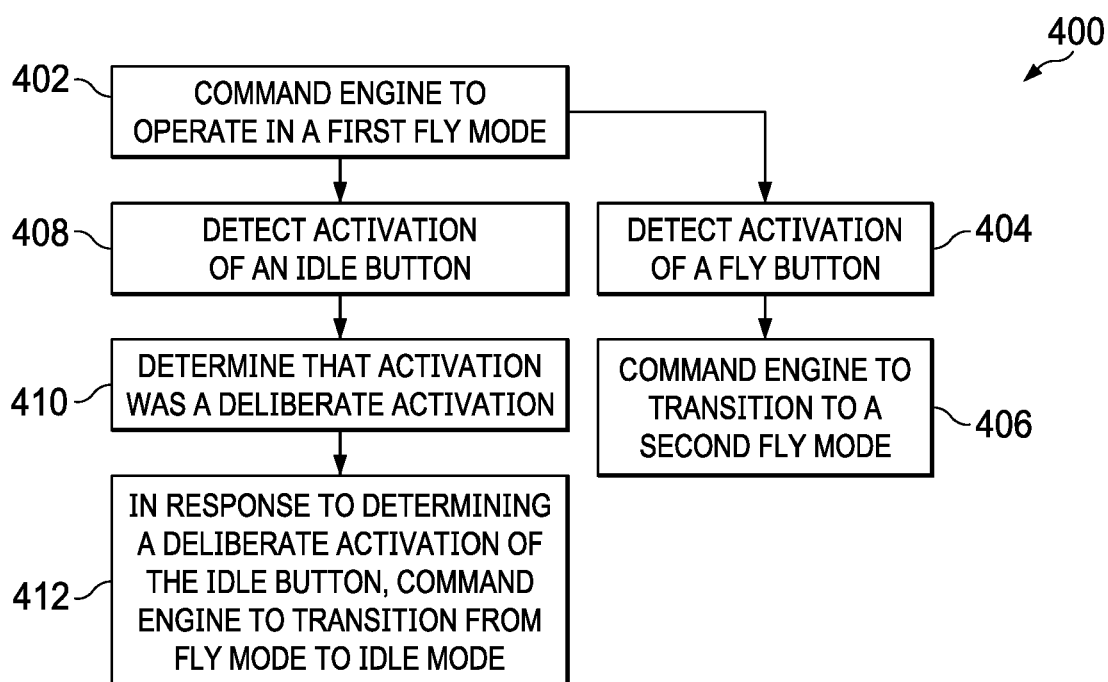 400
402
COMMAND ENGINE TO
OPERATE IN A FIRST FLY MODE
408
DETECT ACTIVATION
OF AN IDLE BUTTON
DETECT ACTIVATION
OF A FLY BUTTON
404
410
DETERMINE THAT ACTIVATION
WAS A DELIBERATE ACTIVATION
COMMAND ENGINE TO
TRANSITION TO A
SECOND FLY MODE
406
412
IN RESPONSE TO DETERMINING
A DELIBERATE ACTIVATION OF
THE IDLE BUTTON, COMMAND
ENGINE TO TRANSITION FROM
FLY MODE TO IDLE MODE